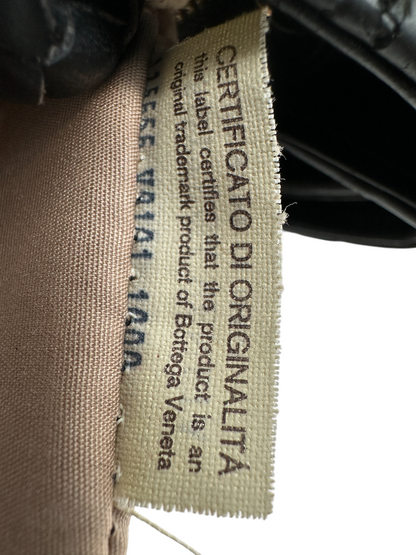 CERTIFICATO DI ORIGINALITÁ
this label certifies that the product is an
original trademark product of Bottega Veneta